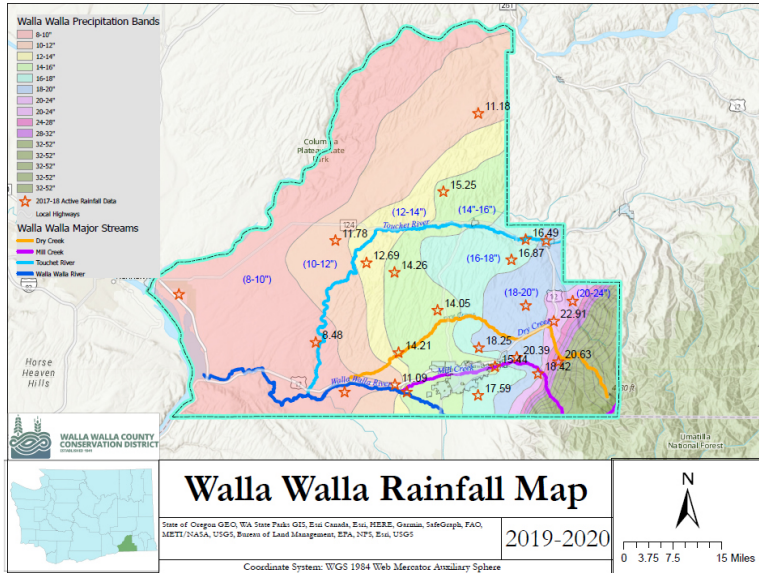 261
Walla Walla Precipitation Bands
8-10"
10-12"
12-14"
14-16"
16-18"
18-20"
20-24"
20-24"
24-28"
28-32"
32-52"
32-52"
32-52"
32-52"
32-52"
2017-18 Active Rainfall Data
Local Highways
Walla Walla Major Streams
Dry Creek
Mill Creek
Touchet River
Walla Walla River
11.18
15.25
(12-14")
(14"-16")
Touchet River
124
11.78
16.49
12.69
(16-18")
16.87
(10-12")
14.26
(8-10")
(18-20")
(20-24")
14.05
22.91
8.48
Dry Creek
14.21
18.25
20.39
20.63
15.44
Mill Creek
18.42
Walla Walla River
11.09
17.59
Horse
Heaven
Hills
Umatilla
National Forest
WALLA WALLA COUNTY
CONSERVATION DISTRICT
Walla Walla Rainfall Map
State of Oregon GEO, WA State Parks GIS, Esri Canada, Esri, HERE, Garmin, SafeGraph, FAO,
METI/NASA, USGS, Bureau of Land Management, EPA, NPS, Esri, USGS
2019-2020
Coordinate System: WGS 1984 Web Mercator Auxiliary Sphere
N
0 3.75 7.5 15 Miles